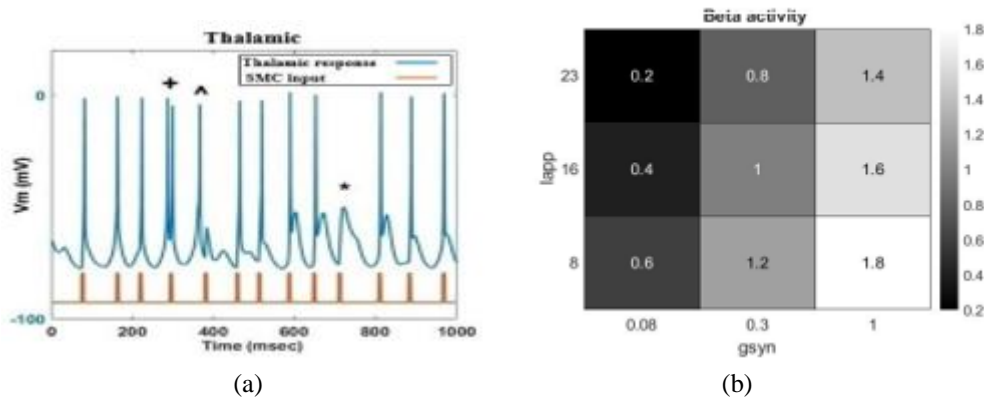 Thalamic
Thalamic response
SMC input
+
^
*
0
-100
Vm (mV)
0 200 400 600 800 1000
Time (msec)
(a)
Beta activity
23 0.2 0.8 1.4
16 0.4 1 1.6
8 0.6 1.2 1.8
Iapp
0.08 0.3 1
gsyn
1.8
1.6
1.4
1.2
1
0.8
0.6
0.4
0.2
(b)